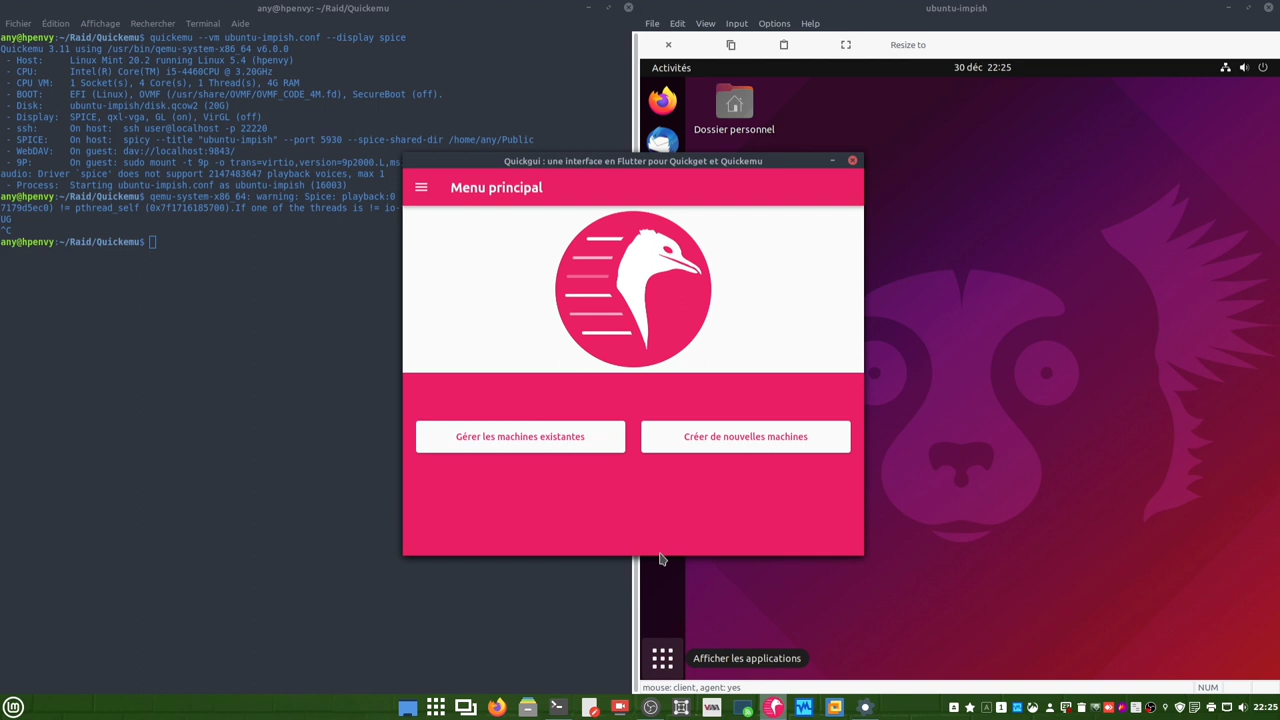 any@hpenvy: ~/Raid/Quickemu
Fichier Édition Affichage Rechercher Terminal Aide
any@hpenvy:~/Raid/Quickemu$ quickemu --vm ubuntu-impish.conf --display spice
Quickemu 3.11 using /usr/bin/qemu-system-x86_64 v6.0.0
- Host: Linux Mint 20.2 running Linux 5.4 (hpenvy)
- CPU: Intel(R) Core(TM) i5-4460CPU @ 3.20GHz
- CPU VM: 1 Socket(s), 4 Core(s), 1 Thread(s), 4G RAM
- BOOT: EFI (Linux), OVMF (/usr/share/OVMF/OVMF_CODE_4M.fd), SecureBoot (off).
- Disk: ubuntu-impish/disk.qcow2 (20G)
- Display: SPICE, qxl-vga, GL (on), VirGL (off)
- ssh: On host: ssh user@localhost -p 22220
- SPICE: On host: spicy --title "ubuntu-impish" --port 5930 --spice-shared-dir /home/any/Public
- WebDAV: On guest: dav://localhost:9843/
- 9P: On guest: sudo mount -t 9p -o trans=virtio,version=9p2000.L,ms
audio: Driver `spice' does not support 2147483647 playback voices, max 1
- Process: Starting ubuntu-impish.conf as ubuntu-impish (16003)
any@hpenvy:~/Raid/Quickemu$ qemu-system-x86_64: warning: Spice: playback:0
7179d5ec0) != pthread_self (0x7f1716185700).If one of the threads is != io-
UG
^C
any@hpenvy:~/Raid/Quickemu$
ubuntu-impish
File Edit View Input Options Help
Resize to
Activités
30 déc 22:25
Dossier personnel
Quickgui : une interface en Flutter pour Quickget et Quickemu
Menu principal
Gérer les machines existantes
Créer de nouvelles machines
Afficher les applications
mouse: client, agent: yes
NUM
22:25